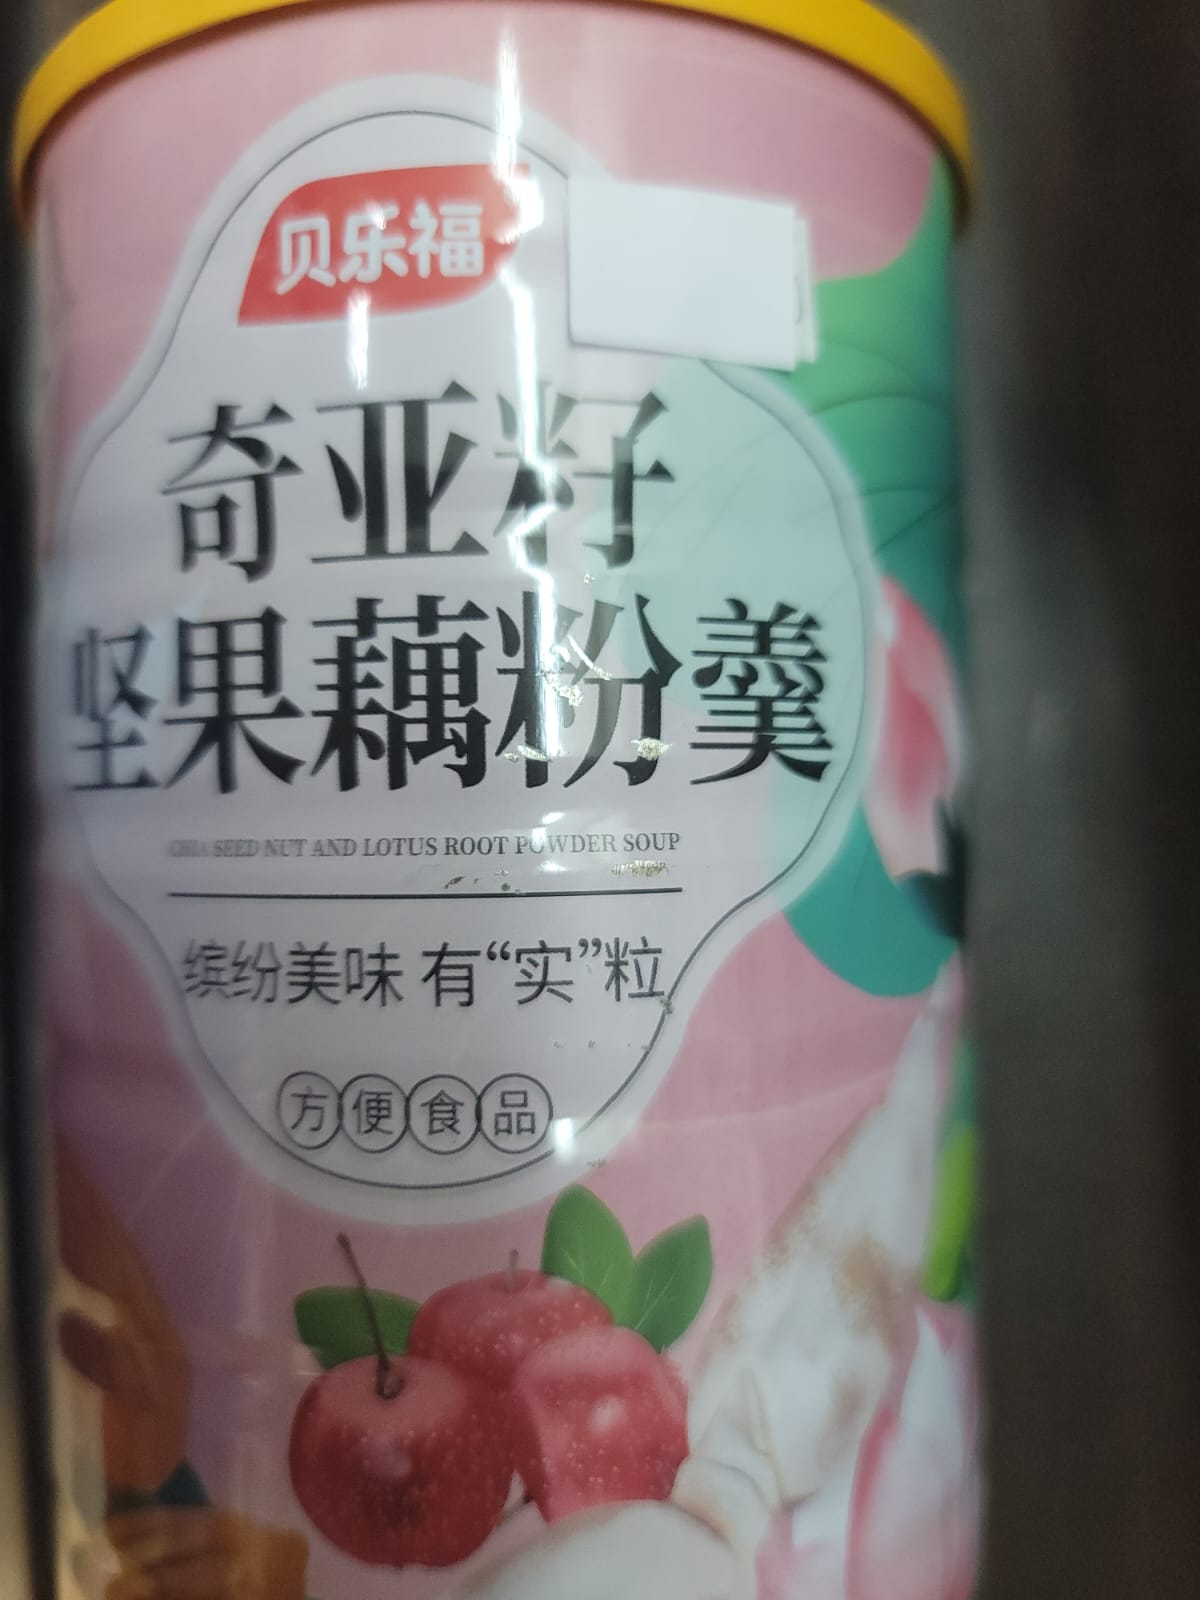 贝乐福
奇亚籽
坚果藕粉羹
CHIA SEED NUT AND LOTUS ROOT POWDER SOUP
缤纷美味 有“实”粒
方便食品